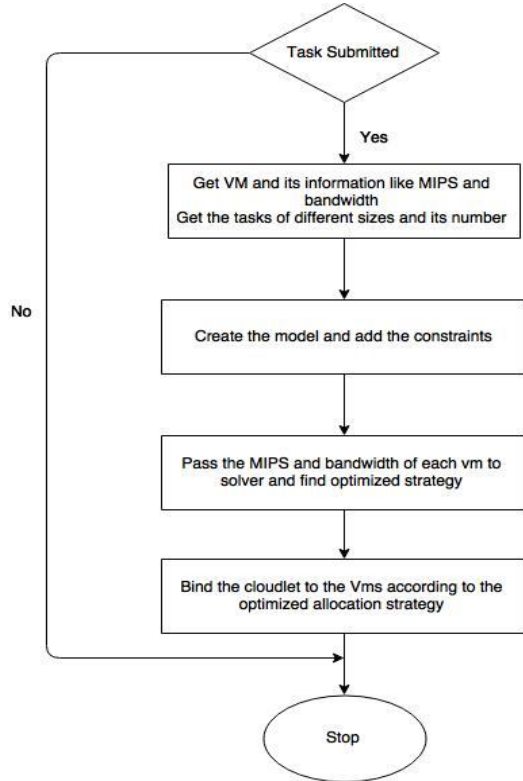 Task Submitted
Yes
Get VM and its information like MIPS and
bandwidth
Get the tasks of different sizes and its number
No
Create the model and add the constraints
Pass the MIPS and bandwidth of each vm to
solver and find optimized strategy
Bind the cloudlet to the Vms according to the
optimized allocation strategy
Stop